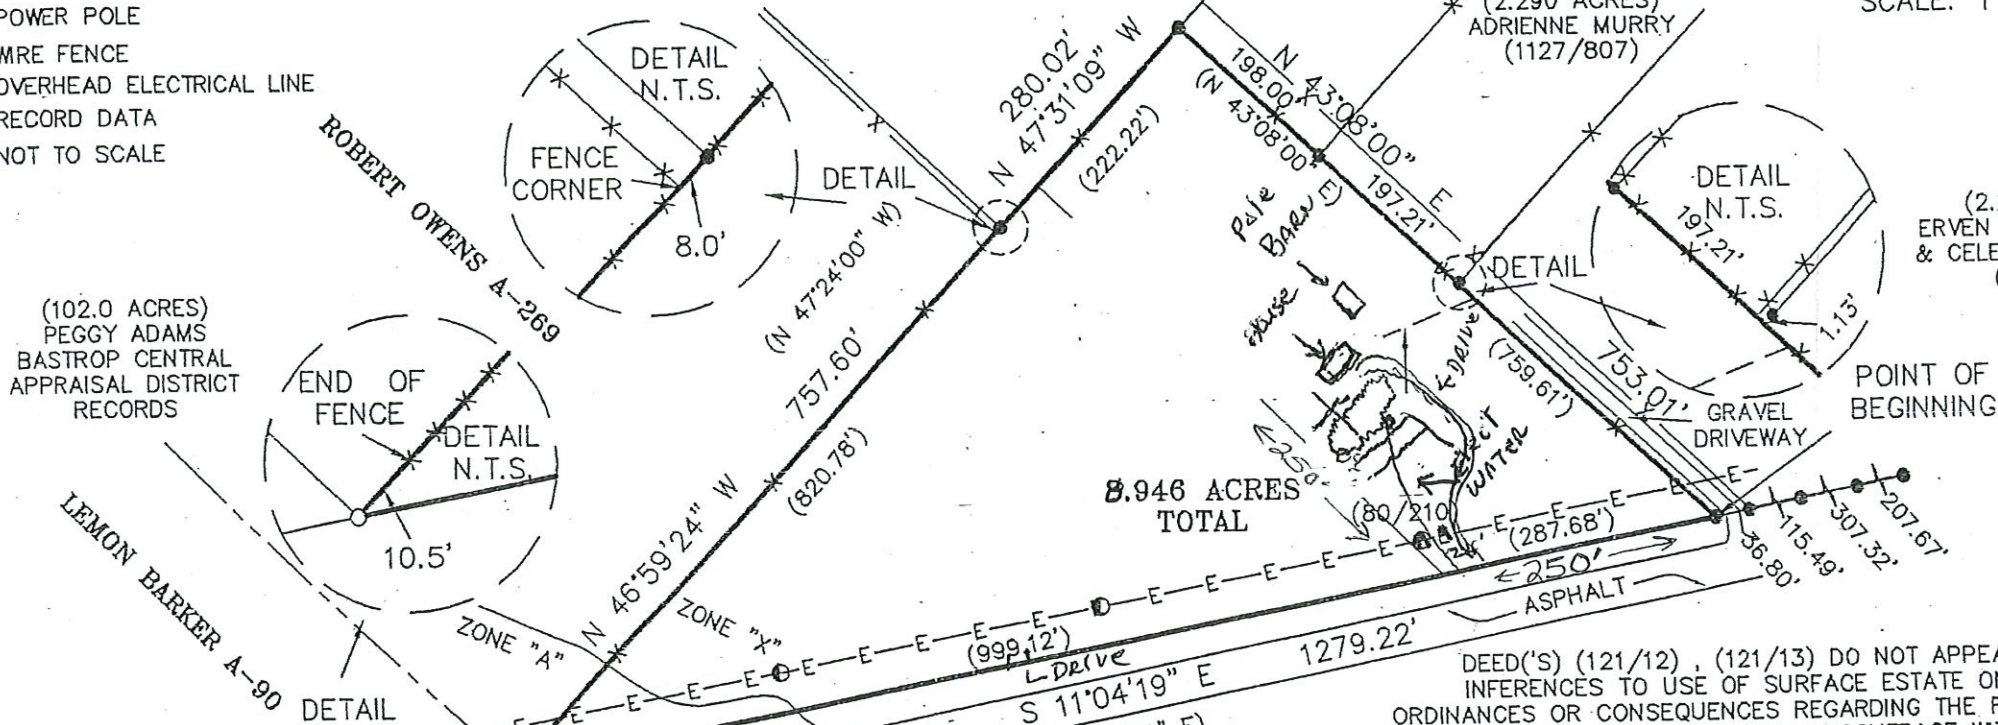 POWER POLE
WIRE FENCE
OVERHEAD ELECTRICAL LINE
RECORD DATA
NOT TO SCALE
ROBERT OWENS A-269
DETAIL
N.T.S.
FENCE
CORNER
8.0'
DETAIL
280.02'
N 47°31'09" W
(222.22')
(N 47°24'00" W)
(2.290 ACRES)
ADRIENNE MURRY
(1127/807)
SCALE: 1
N 43°08'00" E
198.00'
(N 43°08'00" E)
197.21'
DETAIL
N.T.S.
197.21'
1.13'
ERVEN
& CELE
DETAIL
(102.0 ACRES)
PEGGY ADAMS
BASTROP CENTRAL
APPRAISAL DISTRICT
RECORDS
END OF
FENCE
DETAIL
N.T.S.
10.5'
LEMON BARKER A-90
DETAIL
757.60'
N 46°59'24" W
(820.78')
Pole
BARN
House
DRIVE
(759.61')
753.01'
GRAVEL
DRIVEWAY
POINT OF
BEGINNING
250'
WATER
8.946 ACRES
TOTAL
(80/210)
E E E E E E E E E E E E E
24'
(287.68')
250'
ASPHALT
36.80'
115.49'
307.32'
207.67'
ZONE "A"
ZONE "X"
(999.12')
Drive
S 11°04'19" E
1279.22'
DEED('S) (121/12) , (121/13) DO NOT APPEA
INFERENCES TO USE OF SURFACE ESTATE O
ORDINANCES OR CONSEQUENCES REGARDING THE